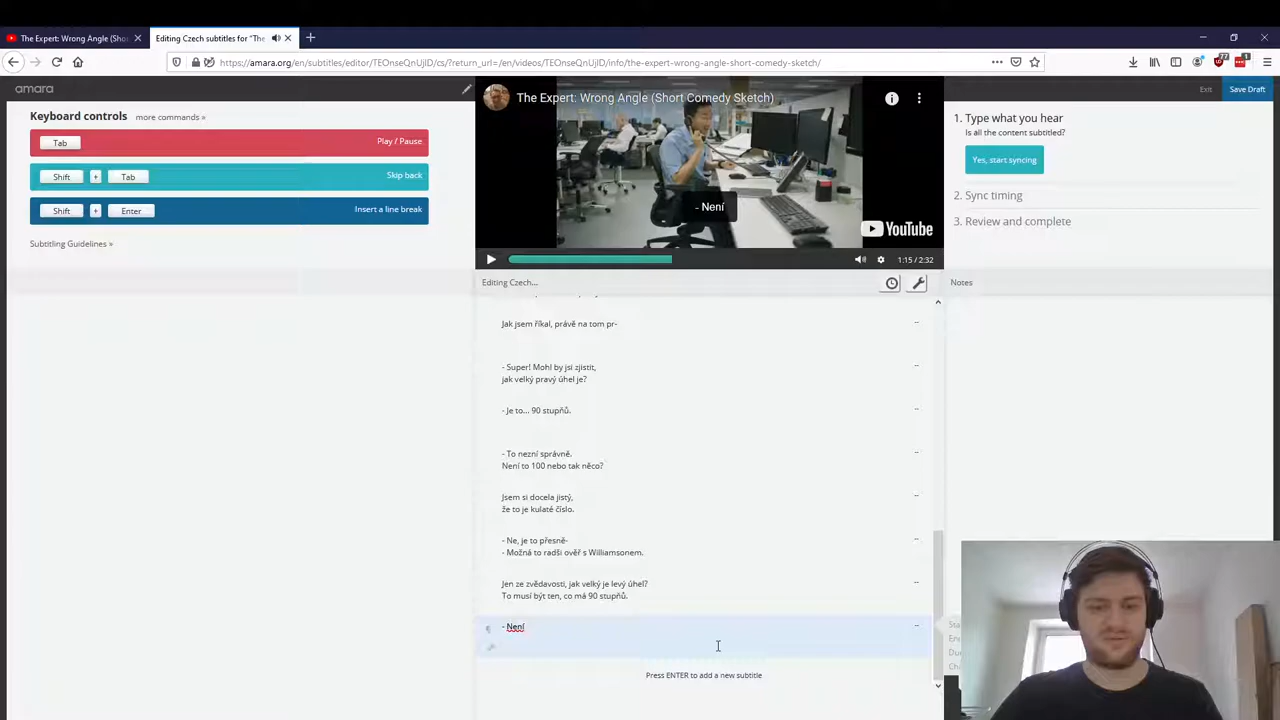 The Expert: Wrong Angle (Sho
Editing Czech subtitles for "The
https://amara.org/en/subtitles/editor/TEOnseQnUjID/cs/?return_url=/en/videos/TEOnseQnUjID/info/the-expert-wrong-angle-short-comedy-sketch/
amara
Exit
Save Draft
Keyboard controls
more commands »
Tab
Play / Pause
Shift
+
Tab
Skip back
Shift
+
Enter
Insert a line break
Subtitling Guidelines »
The Expert: Wrong Angle (Short Comedy Sketch)
- Není
YouTube
1:15 / 2:32
1. Type what you hear
Is all the content subtitled?
Yes, start syncing
2. Sync timing
3. Review and complete
Editing Czech...
Notes
Jak jsem říkal, právě na tom pr-
--
- Super! Mohl by jsi zjistit,
jak velký pravý úhel je?
--
- Je to... 90 stupňů.
--
- To nezní správně.
Není to 100 nebo tak něco?
--
Jsem si docela jistý,
že to je kulaté číslo.
--
- Ne, je to přesně-
- Možná to radši ověř s Williamsonem.
--
Jen ze zvědavosti, jak velký je levý úhel?
To musí být ten, co má 90 stupňů.
--
- Není
--
Press ENTER to add a new subtitle